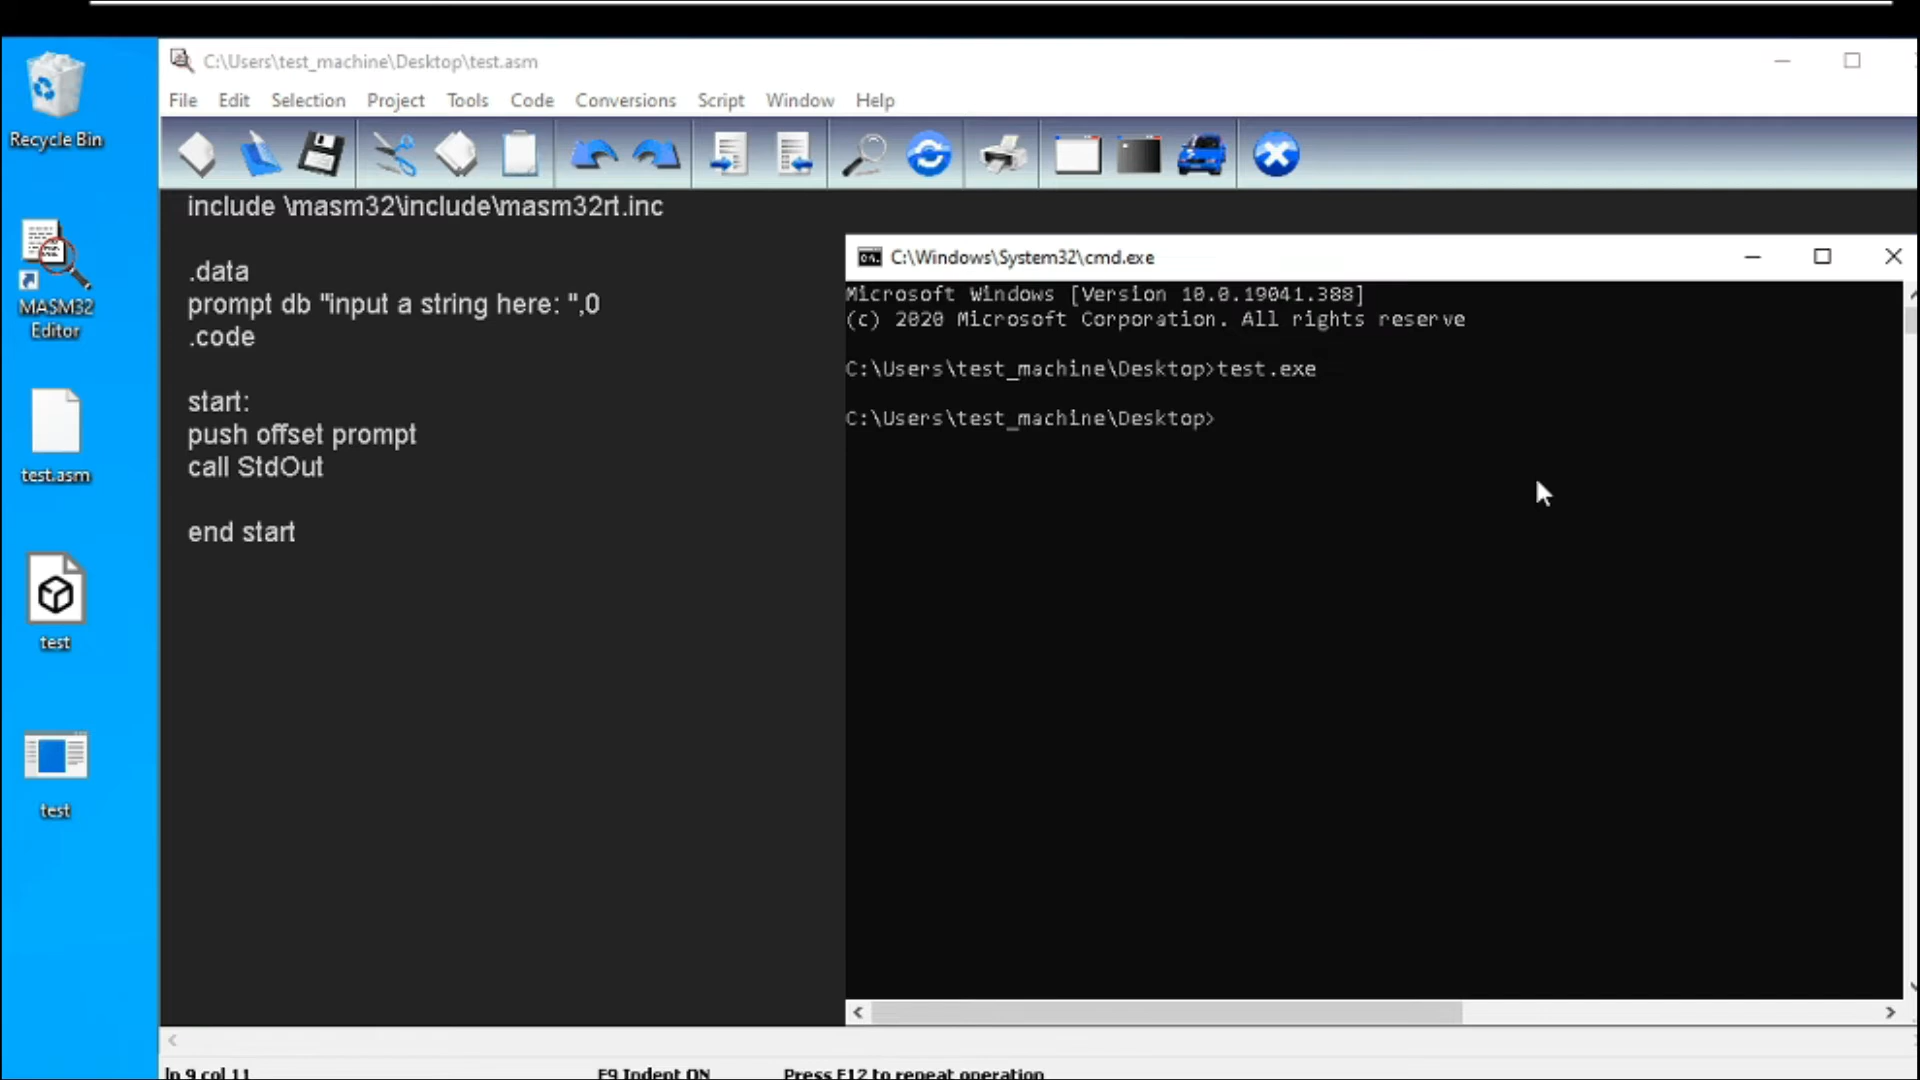 Recycle Bin
MASM32
Editor
test.asm
test
test
C:\Users\test_machine\Desktop\test.asm
File Edit Selection Project Tools Code Conversions Script Window Help
include \masm32\include\masm32rt.inc
.data
prompt db "input a string here: ",0
.code
start:
push offset prompt
call StdOut
end start
C:\Windows\System32\cmd.exe
Microsoft Windows [Version 10.0.19041.388]
(c) 2020 Microsoft Corporation. All rights reserve
C:\Users\test_machine\Desktop>test.exe
C:\Users\test_machine\Desktop>
ln 9 col 11 F9 Indent ON Press F12 to repeat operation